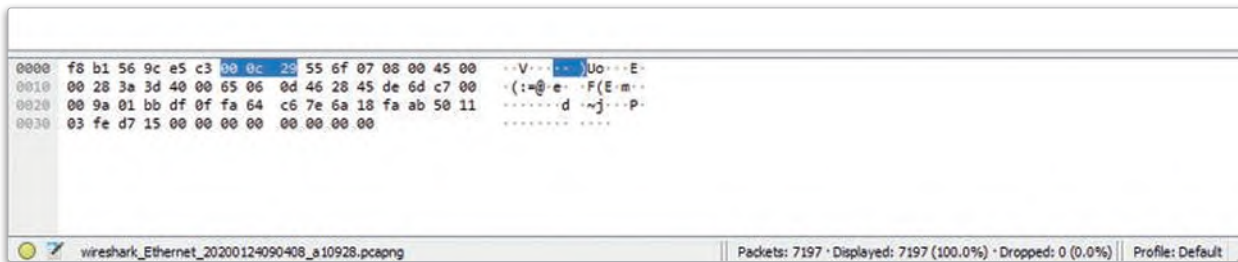 0000 f8 b1 56 9c e5 c3 00 0c 29 55 6f 07 08 00 45 00 ··V·····)Uo···E·
0010 00 28 3a 3d 40 00 65 06 0d 46 28 45 de 6d c7 00 ·(:=@·e··F(E·m··
0020 00 9a 01 bb df 0f fa 64 c6 7e 6a 18 fa ab 50 11 ·······d·~j···P·
0030 03 fe d7 15 00 00 00 00 00 00 00 00 ············
wireshark_Ethernet_20200124090408_a10928.pcapng Packets: 7197 · Displayed: 7197 (100.0%) · Dropped: 0 (0.0%) Profile: Default